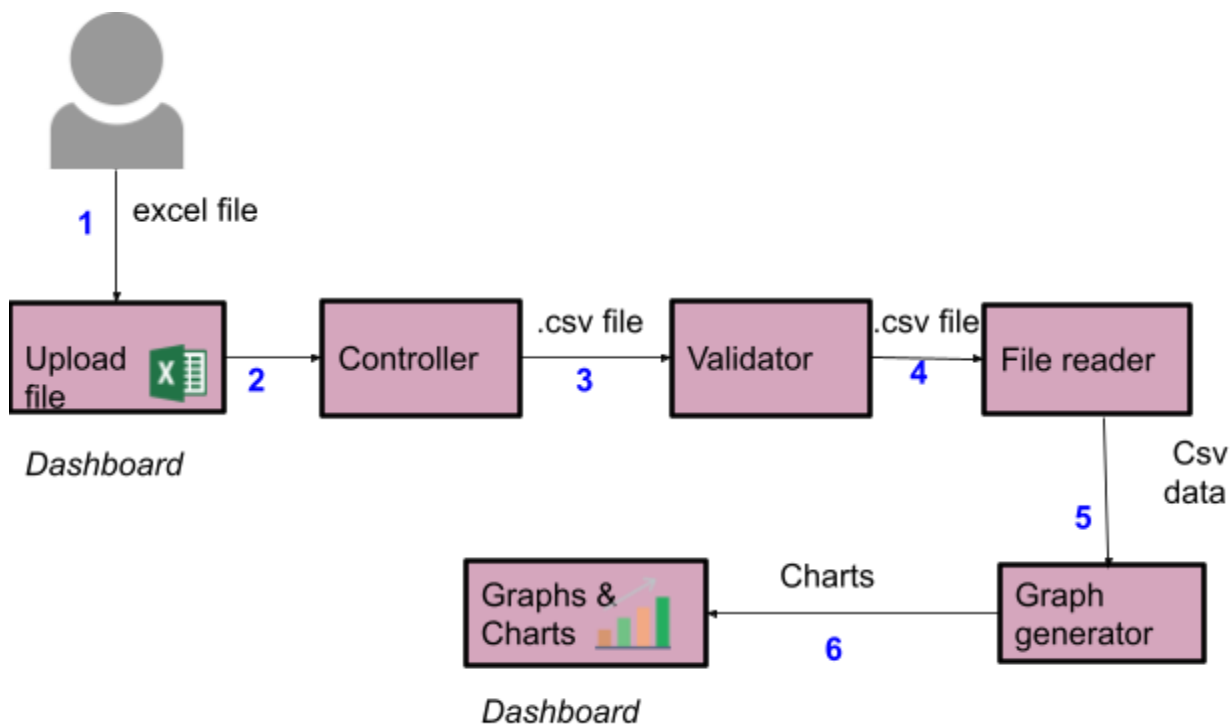 excel file
1
Upload
file
X
Dashboard
2
Controller
.csv file
3
Validator
.csv file
4
File reader
Csv
data
5
Graph
generator
Charts
6
Graphs &
Charts
Dashboard